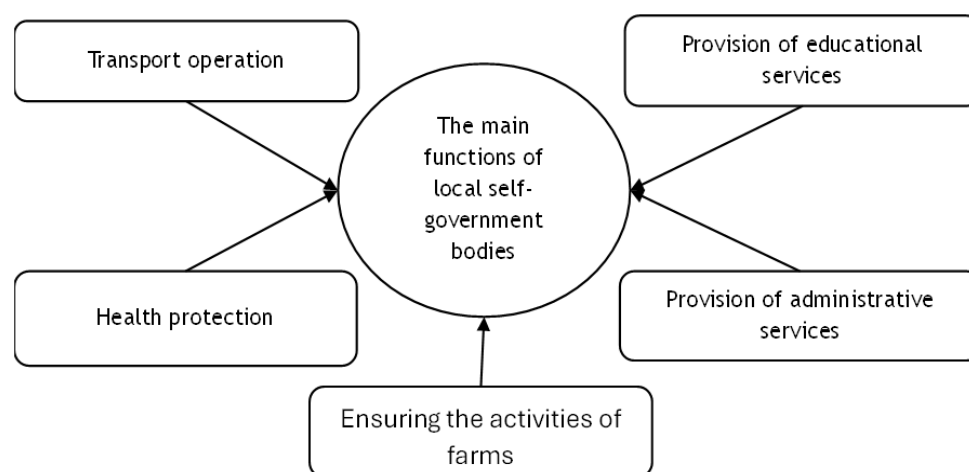 Transport operation
Provision of educational
services
The main
functions of
local self-
government
bodies
Health protection
Provision of administrative
services
Ensuring the activities of
farms